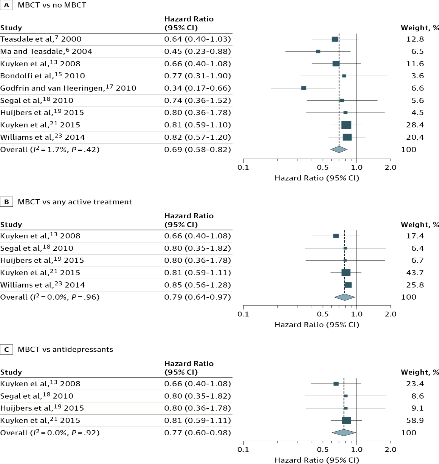 A MBCT vs no MBCT
Study Hazard Ratio (95% CI) Hazard Ratio (95% CI) Weight, %
Teasdale et al,7 2000 0.64 (0.40-1.03) 12.8
Ma and Teasdale,6 2004 0.45 (0.23-0.88) 6.5
Kuyken et al,13 2008 0.66 (0.40-1.08) 11.6
Bondolfi et al,15 2010 0.77 (0.31-1.90) 3.6
Godfrin and van Heeringen,17 2010 0.34 (0.17-0.66) 6.6
Segal et al,18 2010 0.74 (0.36-1.52) 5.6
Huijbers et al,19 2015 0.80 (0.36-1.78) 4.5
Kuyken et al,21 2015 0.81 (0.59-1.10) 28.4
Williams et al,23 2014 0.82 (0.57-1.20) 20.4
Overall (I2 = 1.7%, P = .42) 0.69 (0.58-0.82) 100
0.1 1.0 2.0
Hazard Ratio (95% CI)
B MBCT vs any active treatment
Study Hazard Ratio (95% CI) Hazard Ratio (95% CI) Weight, %
Kuyken et al,13 2008 0.66 (0.40-1.08) 17.4
Segal et al,18 2010 0.80 (0.35-1.82) 6.4
Huijbers et al,19 2015 0.80 (0.36-1.78) 6.7
Kuyken et al,21 2015 0.81 (0.59-1.11) 43.7
Williams et al,23 2014 0.85 (0.56-1.28) 25.8
Overall (I2 = 0.0%, P = .96) 0.79 (0.64-0.97) 100
0.1 1.0 2.0
Hazard Ratio (95% CI)
C MBCT vs antidepressants
Study Hazard Ratio (95% CI) Hazard Ratio (95% CI) Weight, %
Kuyken et al,13 2008 0.66 (0.40-1.08) 23.4
Segal et al,18 2010 0.80 (0.35-1.82) 8.6
Huijbers et al,19 2015 0.80 (0.36-1.78) 9.1
Kuyken et al,21 2015 0.81 (0.59-1.11) 58.9
Overall (I2 = 0.0%, P = .92) 0.77 (0.60-0.98) 100
0.1 1.0 2.0
Hazard Ratio (95% CI)